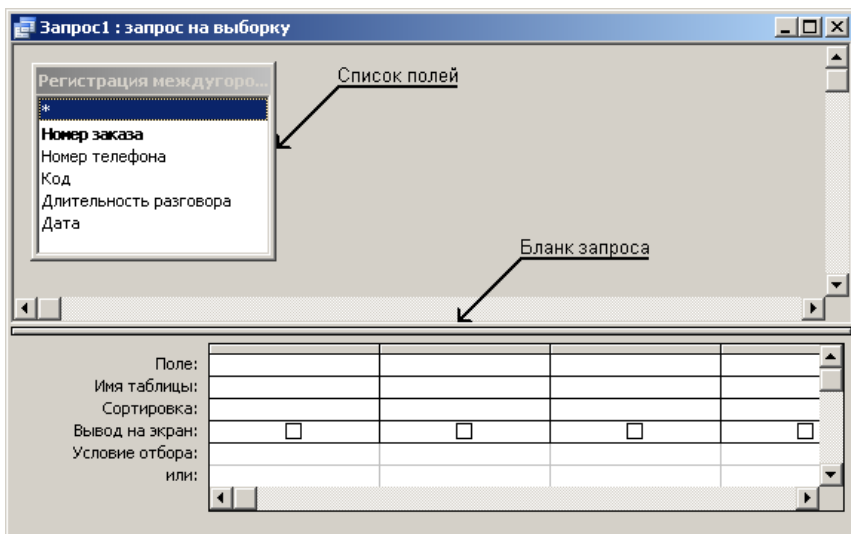 Запрос1 : запрос на выборку
Регистрация междугоро...
Список полей
*
Номер заказа
Номер телефона
Код
Длительность разговора
Дата
Бланк запроса
Поле:
Имя таблицы:
Сортировка:
Вывод на экран:
Условие отбора:
или: